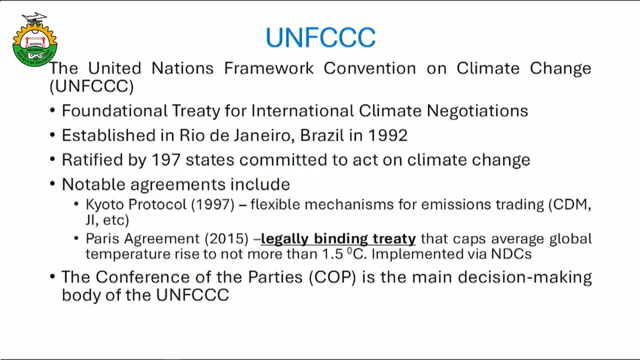 UNFCCC
The United Nations Framework Convention on Climate Change
(UNFCCC)
• Foundational Treaty for International Climate Negotiations
• Established in Rio de Janeiro, Brazil in 1992
• Ratified by 197 states committed to act on climate change
• Notable agreements include
• Kyoto Protocol (1997) – flexible mechanisms for emissions trading (CDM,
JI, etc)
• Paris Agreement (2015) –legally binding treaty that caps average global
temperature rise to not more than 1.5 ⁰C. Implemented via NDCs
• The Conference of the Parties (COP) is the main decision-making
body of the UNFCCC